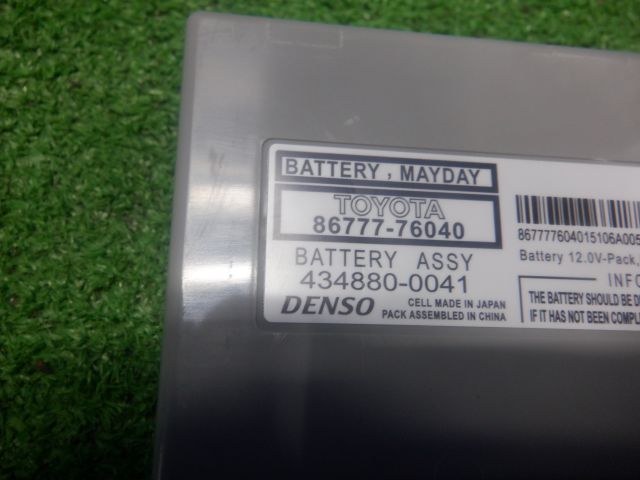 BATTERY , MAYDAY
TOYOTA
86777-76040
BATTERY ASSY
434880-0041
DENSO
CELL MADE IN JAPAN
PACK ASSEMBLED IN CHINA
867777604015106A005
Battery 12.0V-Pack,
INFO
THE BATTERY SHOULD BE D
IF IT HAS NOT BEEN COMPL